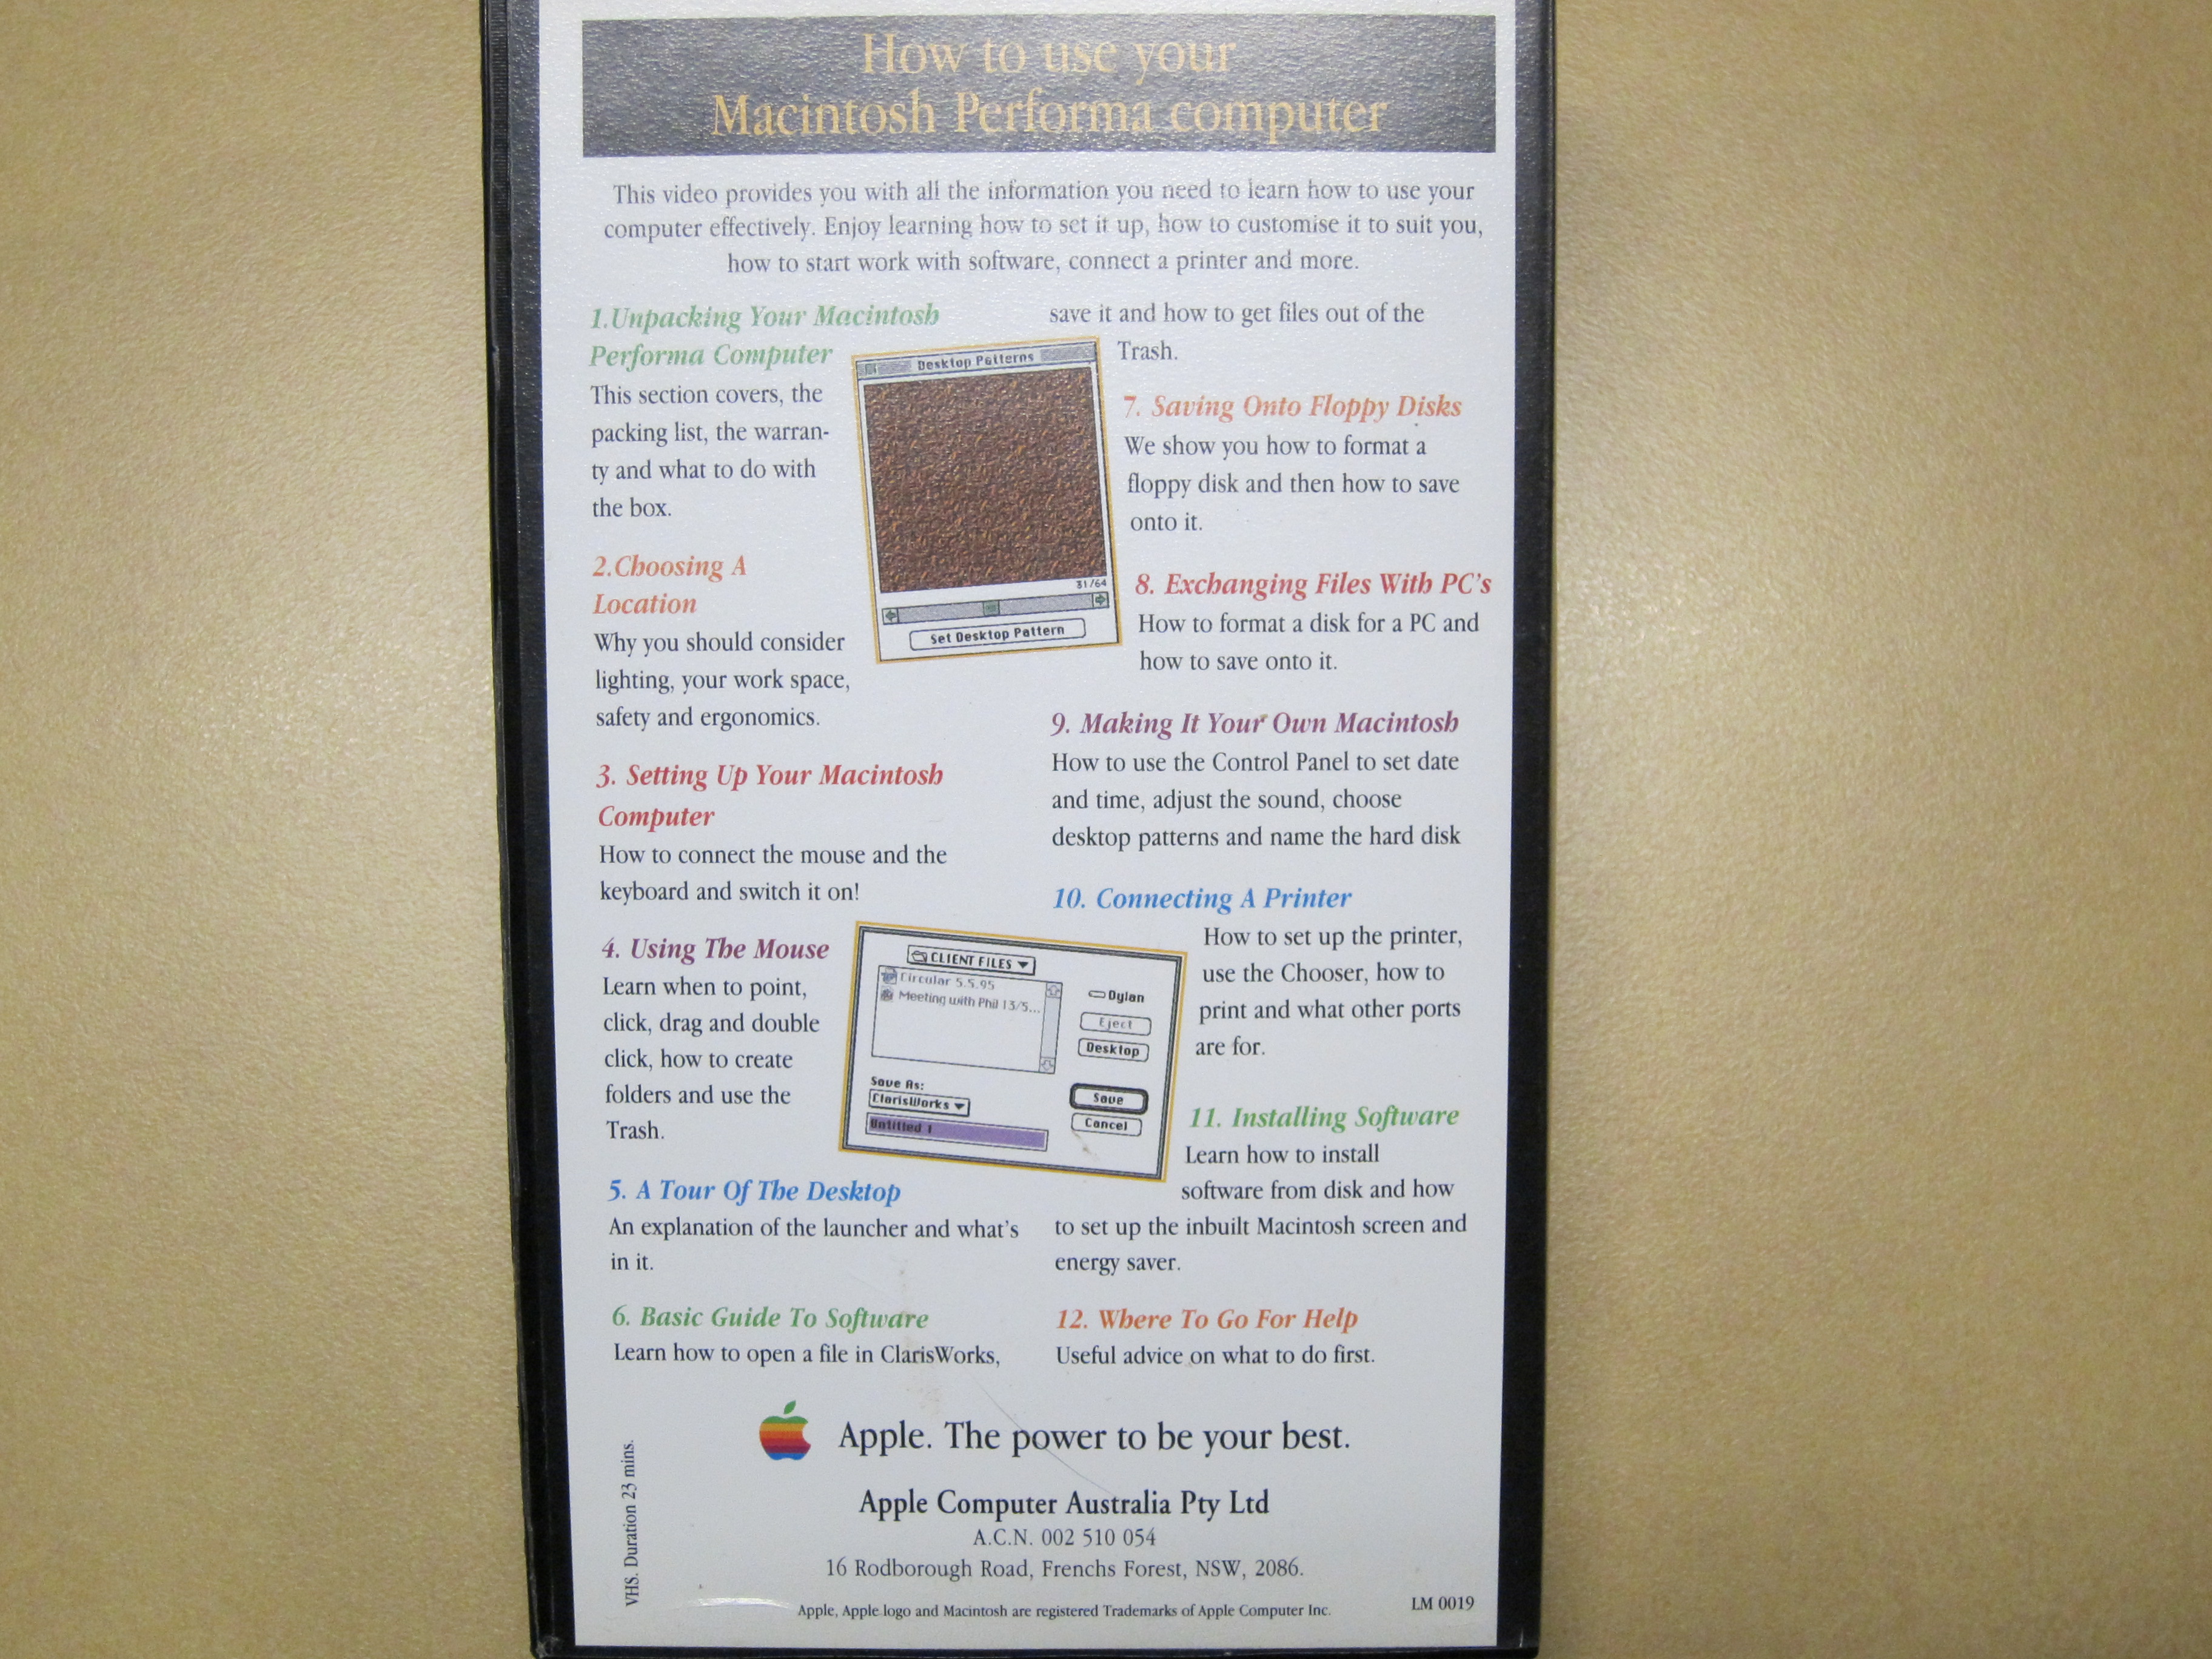 How to use your
Macintosh Performa computer
This video provides you with all the information you need to learn how to use your
computer effectively. Enjoy learning how to set it up, how to customise it to suit you,
how to start work with software, connect a printer and more.
1.Unpacking Your Macintosh
Performa Computer
This section covers, the
packing list, the warran-
ty and what to do with
the box.
2.Choosing A
Location
Why you should consider
lighting, your work space,
safety and ergonomics.
3. Setting Up Your Macintosh
Computer
How to connect the mouse and the
keyboard and switch it on!
4. Using The Mouse
Learn when to point,
click, drag and double
click, how to create
folders and use the
Trash.
5. A Tour Of The Desktop
An explanation of the launcher and what's
in it.
6. Basic Guide To Software
Learn how to open a file in ClarisWorks,
Desktop Patterns
31/64
Set Desktop Pattern
CLIENT FILES
Circular 5.5.95
Meeting with Phil 13/5...
Dylan
Eject
Desktop
Save As:
ClarisWorks
Untitled 1
Save
Cancel
save it and how to get files out of the
Trash.
7. Saving Onto Floppy Disks
We show you how to format a
floppy disk and then how to save
onto it.
8. Exchanging Files With PC's
How to format a disk for a PC and
how to save onto it.
9. Making It Your Own Macintosh
How to use the Control Panel to set date
and time, adjust the sound, choose
desktop patterns and name the hard disk
10. Connecting A Printer
How to set up the printer,
use the Chooser, how to
print and what other ports
are for.
11. Installing Software
Learn how to install
software from disk and how
to set up the inbuilt Macintosh screen and
energy saver.
12. Where To Go For Help
Useful advice on what to do first.
Apple. The power to be your best.
Apple Computer Australia Pty Ltd
A.C.N. 002 510 054
16 Rodborough Road, Frenchs Forest, NSW, 2086.
Apple, Apple logo and Macintosh are registered Trademarks of Apple Computer Inc.
LM 0019
VHS. Duration 23 mins.